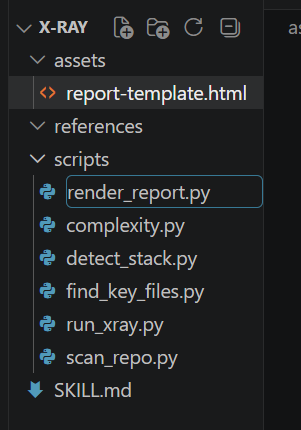 X-RAY
as
assets
<> report-template.html
references
scripts
render_report.py
complexity.py
detect_stack.py
find_key_files.py
run_xray.py
scan_repo.py
SKILL.md